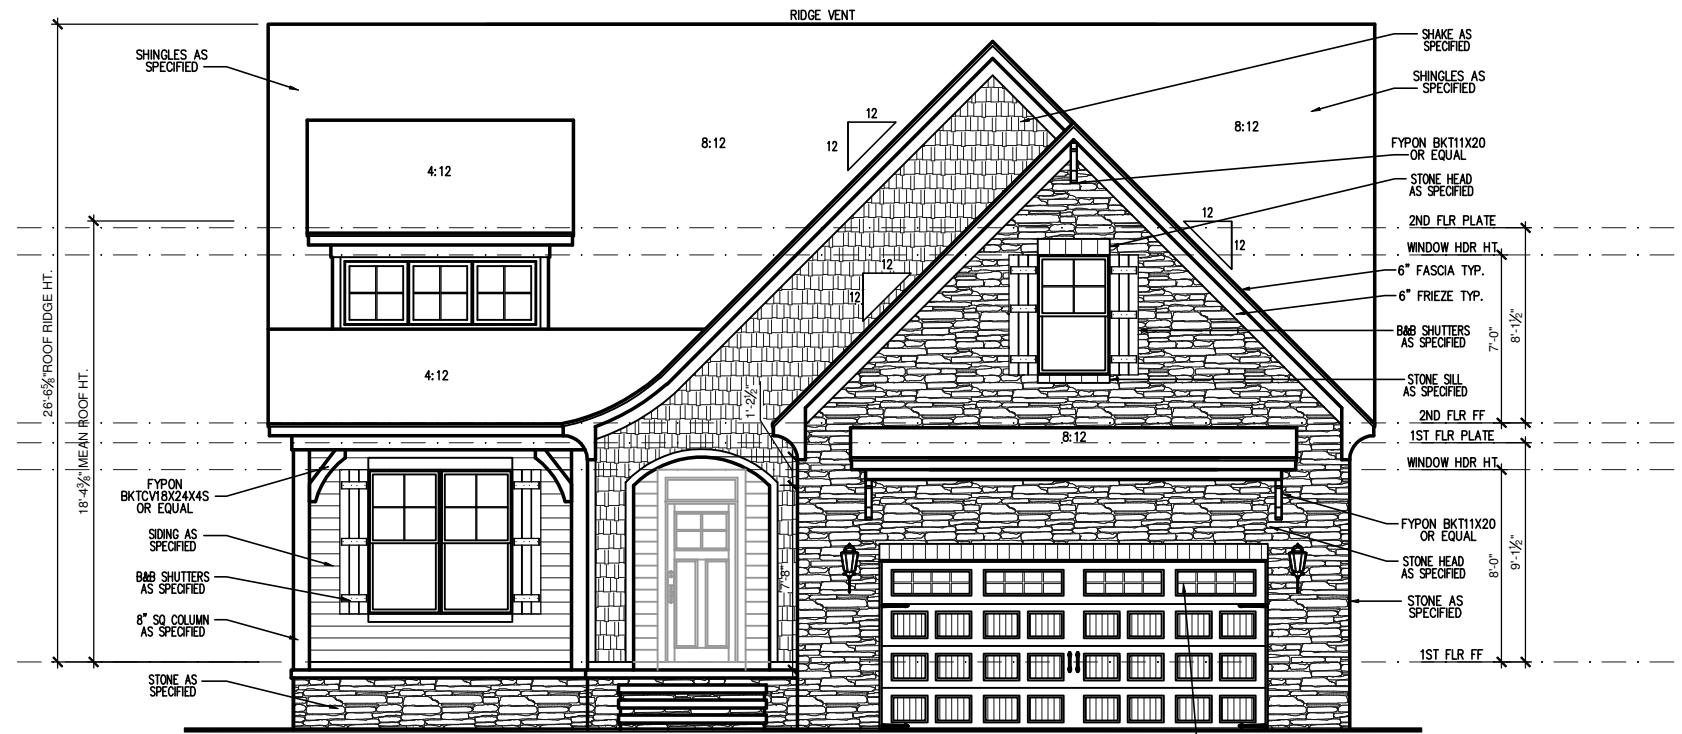 RIDGE VENT
SHINGLES AS
SPECIFIED
SHAKE AS
SPECIFIED
SHINGLES AS
SPECIFIED
12
12
8:12
8:12
4:12
FYPON BKT11X20
OR EQUAL
STONE HEAD
AS SPECIFIED
12
12
2ND FLR PLATE
WINDOW HDR HT.
12
12
6" FASCIA TYP.
6" FRIEZE TYP.
B&B SHUTTERS
AS SPECIFIED
7'-0"
8'-1½"
26'-6⅝" ROOF RIDGE HT.
18'-4⅜" MEAN ROOF HT.
4:12
STONE SILL
AS SPECIFIED
1'-2½"
2ND FLR FF
1ST FLR PLATE
8:12
WINDOW HDR HT.
FYPON
BKTCV18X24X4S
OR EQUAL
SIDING AS
SPECIFIED
B&B SHUTTERS
AS SPECIFIED
8" SQ COLUMN
AS SPECIFIED
STONE AS
SPECIFIED
7'-8"
FYPON BKT11X20
OR EQUAL
STONE HEAD
AS SPECIFIED
8'-0"
9'-1½"
STONE AS
SPECIFIED
1ST FLR FF